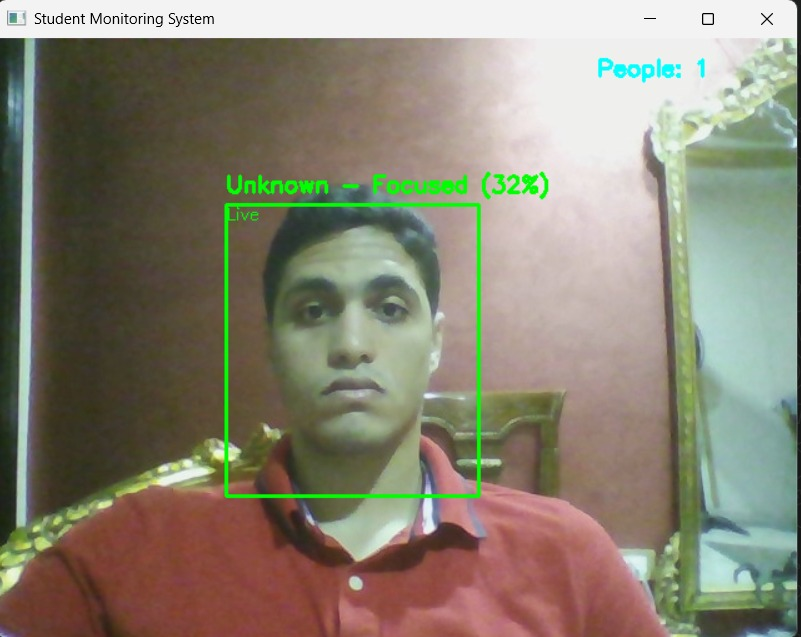 Student Monitoring System
People: 1
Unknown - Focused (32%)
Live